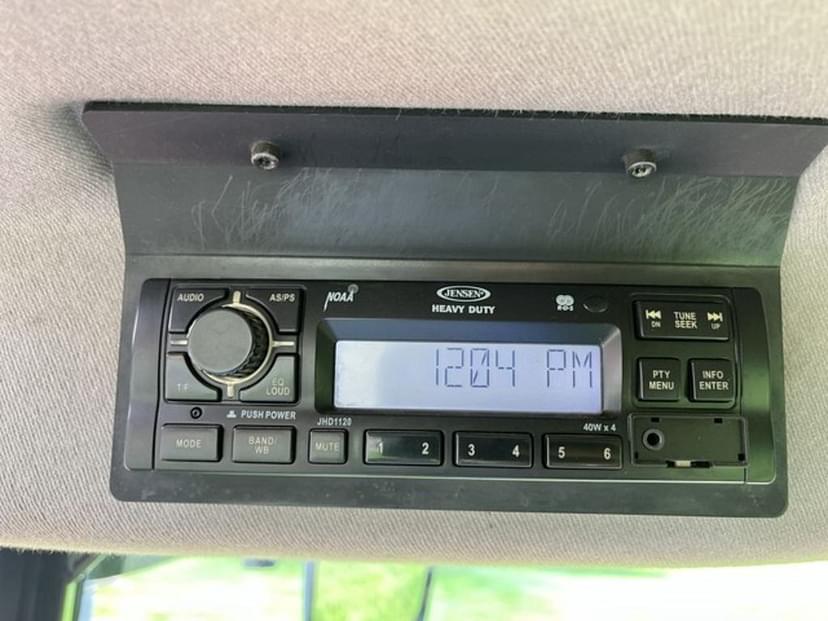 AUDIO
AS/PS
NOAA
JENSEN
HEAVY DUTY
R·D·S
DN
TUNE
SEEK
UP
1204 PM
T/F
EQ
LOUD
PTY
MENU
INFO
ENTER
PUSH POWER
JHD1120
40W x 4
MODE
BAND/
WB
MUTE
1 2
3 4
5 6